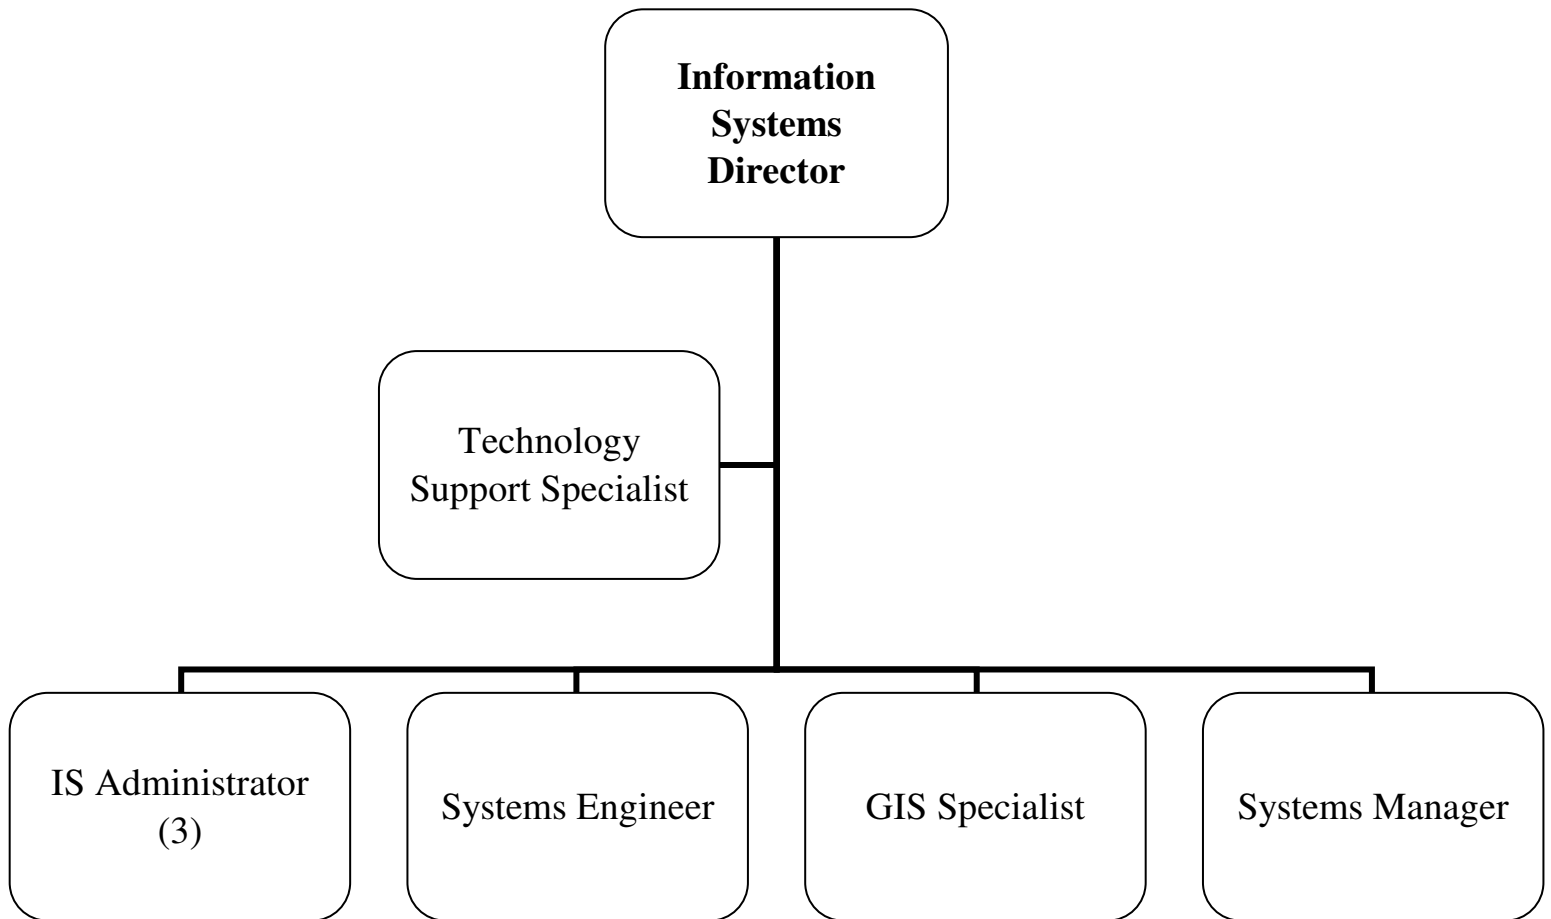 Information
Systems
Director
Technology
Support Specialist
IS Administrator
(3)
Systems Engineer
GIS Specialist
Systems Manager